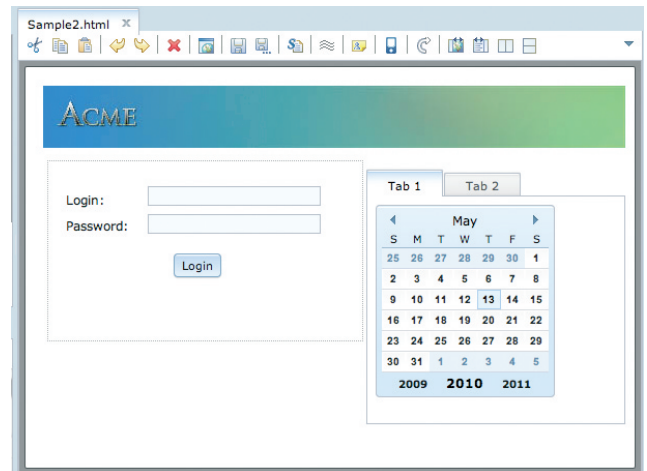 Sample2.html x
ACME
Login:
Password:
Login
Tab 1 Tab 2
May
S M T W T F S
25 26 27 28 29 30 1
2 3 4 5 6 7 8
9 10 11 12 13 14 15
16 17 18 19 20 21 22
23 24 25 26 27 28 29
30 31 1 2 3 4 5
2009 2010 2011